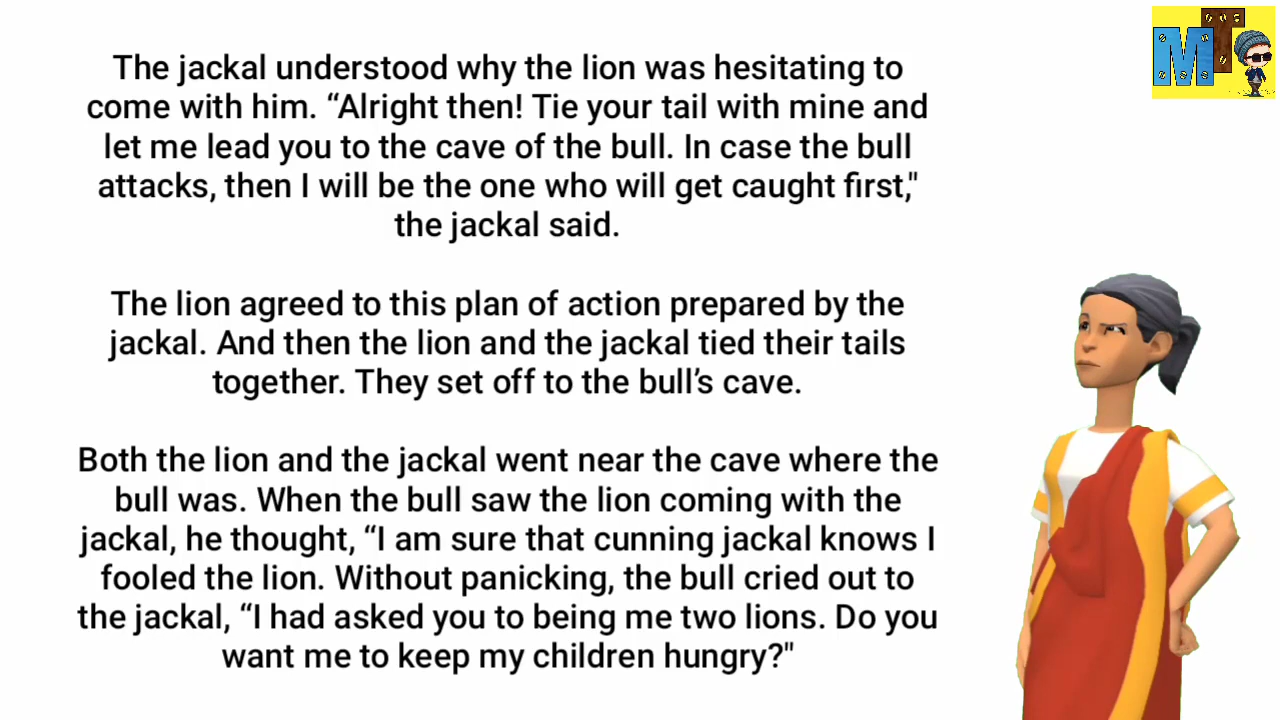 The jackal understood why the lion was hesitating to
come with him. “Alright then! Tie your tail with mine and
let me lead you to the cave of the bull. In case the bull
attacks, then I will be the one who will get caught first,"
the jackal said.
The lion agreed to this plan of action prepared by the
jackal. And then the lion and the jackal tied their tails
together. They set off to the bull’s cave.
Both the lion and the jackal went near the cave where the
bull was. When the bull saw the lion coming with the
jackal, he thought, “I am sure that cunning jackal knows I
fooled the lion. Without panicking, the bull cried out to
the jackal, “I had asked you to being me two lions. Do you
want me to keep my children hungry?"
MT